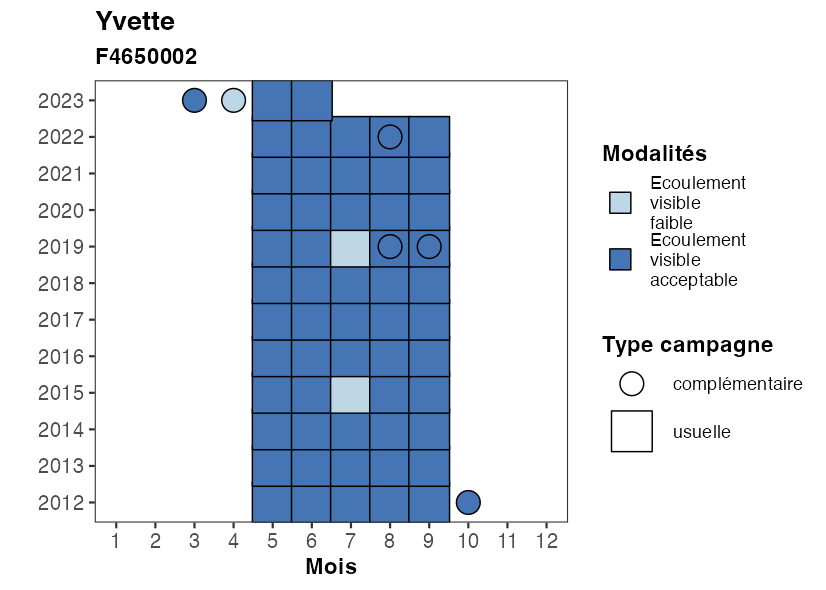 Yvette
F4650002
2023
2022
2021
2020
2019
2018
2017
2016
2015
2014
2013
2012
1 2 3 4 5 6 7 8 9 10 11 12
Mois
Modalités
Ecoulement
visible
faible
Ecoulement
visible
acceptable
Type campagne
complémentaire
usuelle